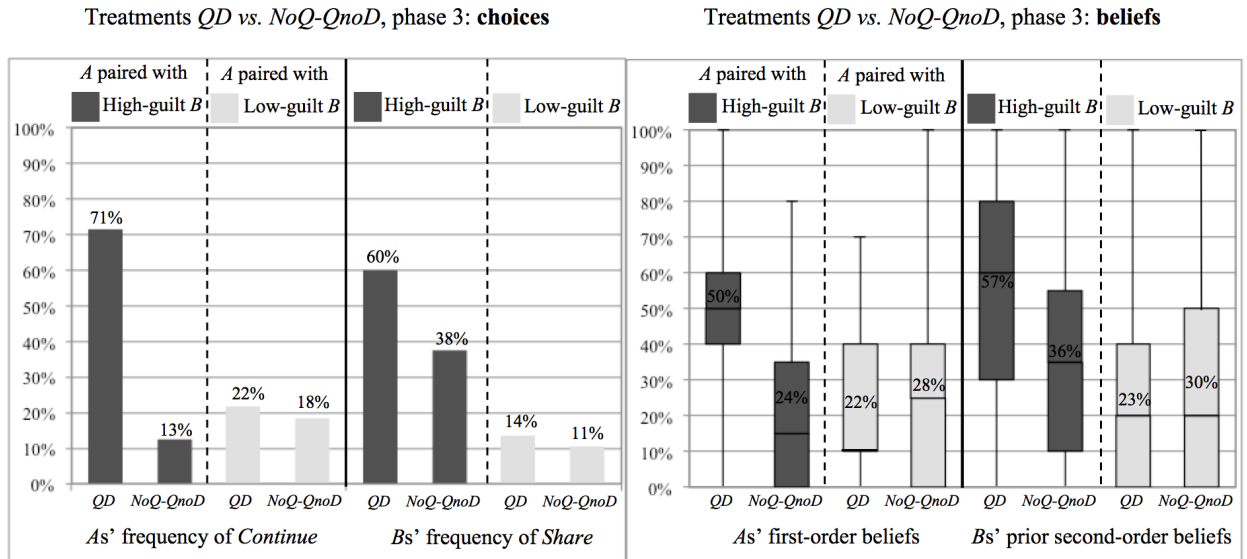 Treatments QD vs. NoQ-QnoD, phase 3: choices
A paired with
A paired with
High-guilt B
Low-guilt B
High-guilt B
Low-guilt B
100%
90%
80%
70%
60%
50%
40%
30%
20%
10%
0%
71%
13%
22%
18%
60%
38%
14%
11%
QD
NoQ-QnoD
QD
NoQ-QnoD
QD
NoQ-QnoD
QD
NoQ-QnoD
As' frequency of Continue
Bs' frequency of Share
Treatments QD vs. NoQ-QnoD, phase 3: beliefs
A paired with
A paired with
High-guilt B
Low-guilt B
High-guilt B
Low-guilt B
100%
90%
80%
70%
60%
50%
40%
30%
20%
10%
0%
50%
24%
22%
28%
57%
36%
23%
30%
QD
NoQ-QnoD
QD
NoQ-QnoD
QD
NoQ-QnoD
QD
NoQ-QnoD
As' first-order beliefs
Bs' prior second-order beliefs